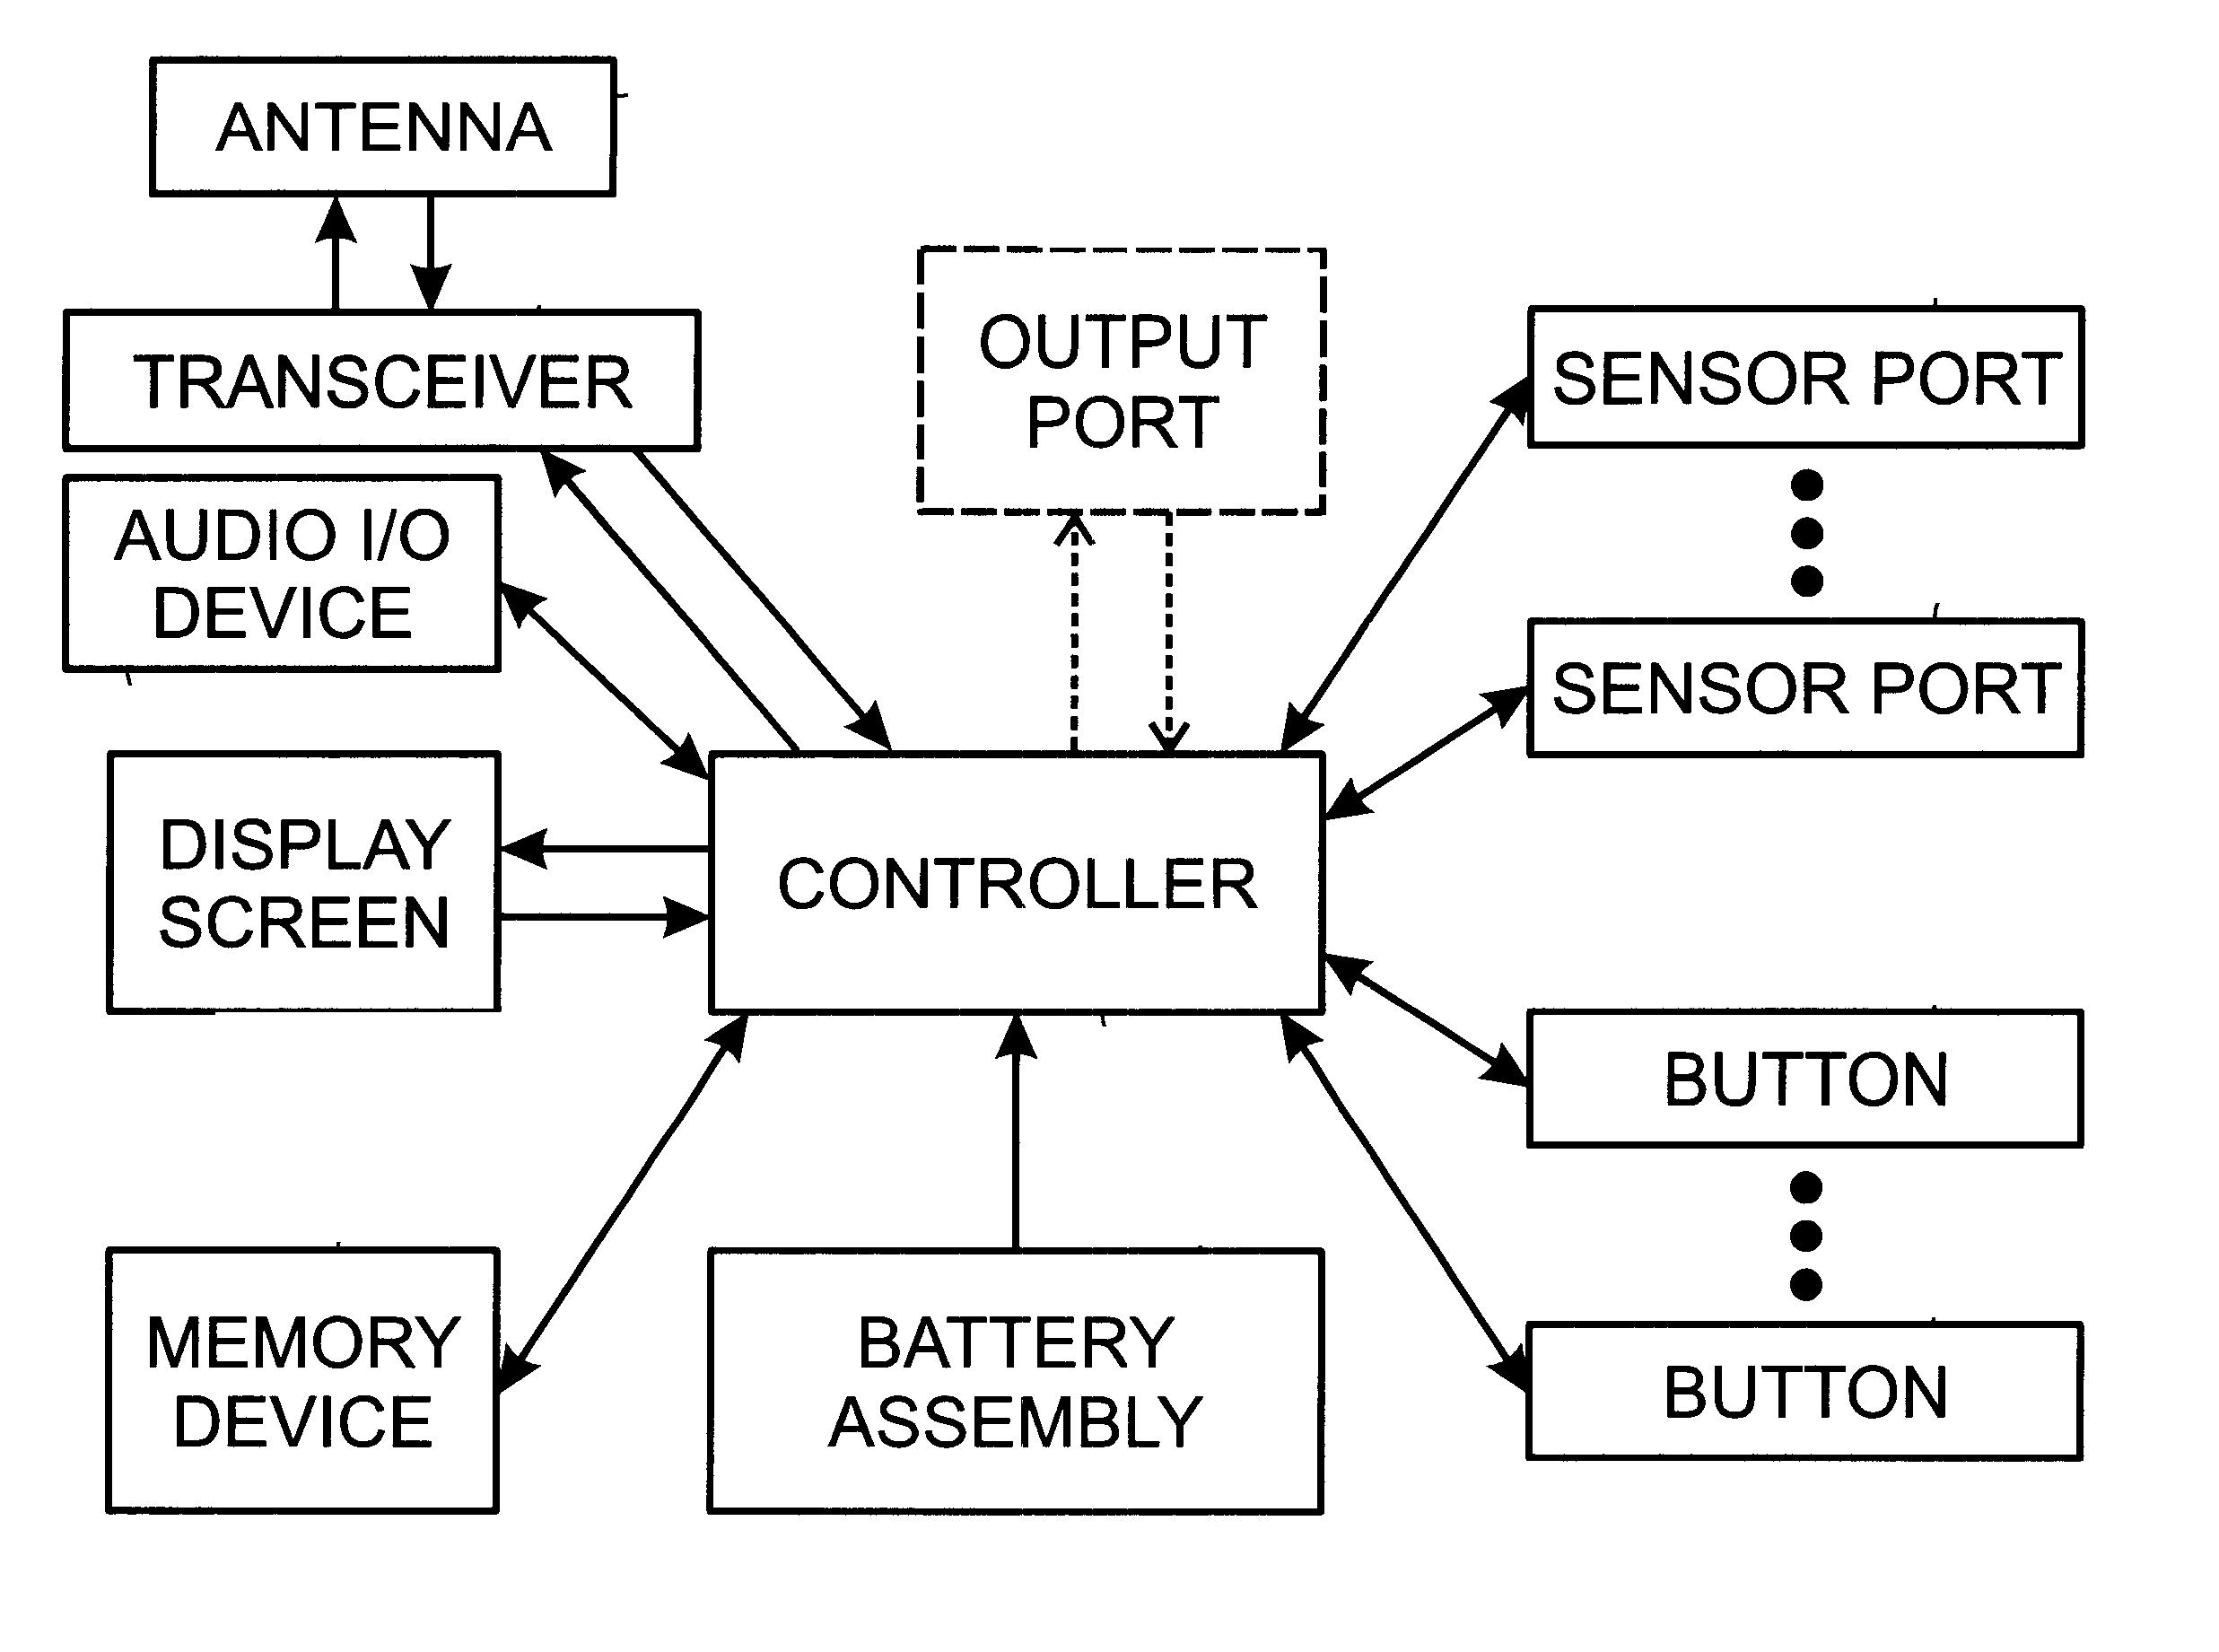 ANTENNA
TRANSCEIVER
AUDIO I/O
DEVICE
DISPLAY
SCREEN
MEMORY
DEVICE
OUTPUT
PORT
CONTROLLER
BATTERY
ASSEMBLY
SENSOR PORT
SENSOR PORT
BUTTON
BUTTON